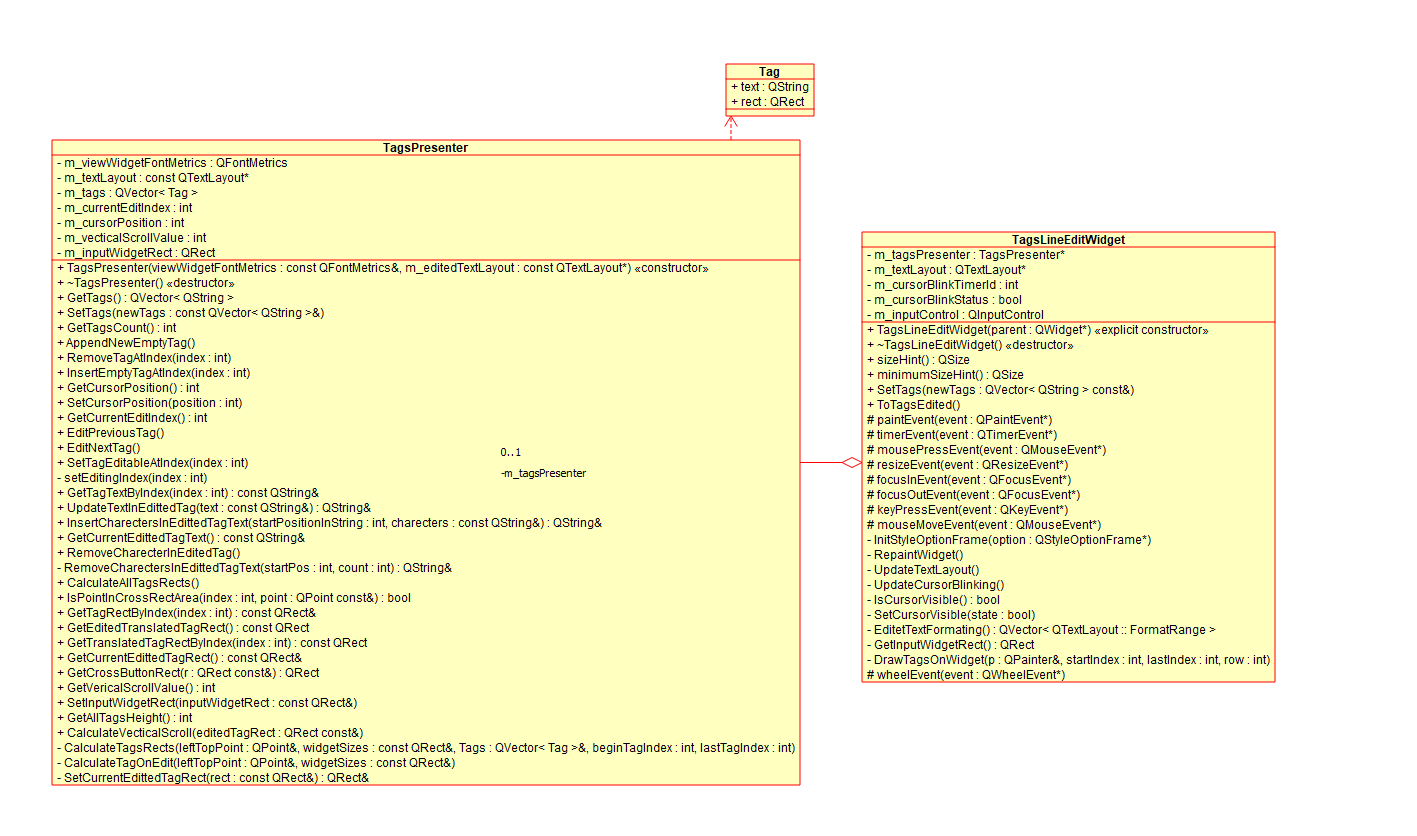 Tag
+ text : QString
+ rect : QRect
TagsPresenter
- m_viewWidgetFontMetrics : QFontMetrics
- m_textLayout : const QTextLayout*
- m_tags : QVector< Tag >
- m_currentEditIndex : int
- m_cursorPosition : int
- m_vecticalScrollValue : int
- m_inputWidgetRect : QRect
+ TagsPresenter(viewWidgetFontMetrics : const QFontMetrics&, m_editedTextLayout : const QTextLayout*) «constructor»
+ ~TagsPresenter() «destructor»
+ GetTags() : QVector< QString >
+ SetTags(newTags : const QVector< QString >&)
+ GetTagsCount() : int
+ AppendNewEmptyTag()
+ RemoveTagAtIndex(index : int)
+ InsertEmptyTagAtIndex(index : int)
+ GetCursorPosition() : int
+ SetCursorPosition(position : int)
+ GetCurrentEditIndex() : int
+ EditPreviousTag()
+ EditNextTag()
+ SetTagEditableAtIndex(index : int)
- setEditingIndex(index : int)
+ GetTagTextByIndex(index : int) : const QString&
+ UpdateTextInEdittedTag(text : const QString&) : QString&
+ InsertCharectersInEdittedTagText(startPositionInString : int, charecters : const QString&) : QString&
+ GetCurrentEdittedTagText() : const QString&
+ RemoveCharecterInEditedTag()
- RemoveCharectersInEdittedTagText(startPos : int, count : int) : QString&
+ CalculateAllTagsRects()
+ IsPointInCrossRectArea(index : int, point : QPoint const&) : bool
+ GetTagRectByIndex(index : int) : const QRect&
+ GetEditedTranslatedTagRect() : const QRect
+ GetTranslatedTagRectByIndex(index : int) : const QRect
+ GetCurrentEdittedTagRect() : const QRect&
+ GetCrossButtonRect(r : QRect const&) : QRect
+ GetVericalScrollValue() : int
+ SetInputWidgetRect(inputWidgetRect : const QRect&)
+ GetAllTagsHeight() : int
+ CalculateVecticalScroll(editedTagRect : QRect const&)
- CalculateTagsRects(leftTopPoint : QPoint&, widgetSizes : const QRect&, Tags : QVector< Tag >&, beginTagIndex : int, lastTagIndex : int)
- CalculateTagOnEdit(leftTopPoint : QPoint&, widgetSizes : const QRect&)
- SetCurrentEdittedTagRect(rect : const QRect&) : QRect&
0..1
-m_tagsPresenter
TagsLineEditWidget
- m_tagsPresenter : TagsPresenter*
- m_textLayout : QTextLayout*
- m_cursorBlinkTimerId : int
- m_cursorBlinkStatus : bool
- m_inputControl : QInputControl
+ TagsLineEditWidget(parent : QWidget*) «explicit constructor»
+ ~TagsLineEditWidget() «destructor»
+ sizeHint() : QSize
+ minimumSizeHint() : QSize
+ SetTags(newTags : QVector< QString > const&)
+ ToTagsEdited()
# paintEvent(event : QPaintEvent*)
# timerEvent(event : QTimerEvent*)
# mousePressEvent(event : QMouseEvent*)
# resizeEvent(event : QResizeEvent*)
# focusInEvent(event : QFocusEvent*)
# focusOutEvent(event : QFocusEvent*)
# keyPressEvent(event : QKeyEvent*)
# mouseMoveEvent(event : QMouseEvent*)
- InitStyleOptionFrame(option : QStyleOptionFrame*)
- RepaintWidget()
- UpdateTextLayout()
- UpdateCursorBlinking()
- IsCursorVisible() : bool
- SetCursorVisible(state : bool)
- EditetTextFormating() : QVector< QTextLayout :: FormatRange >
- GetInputWidgetRect() : QRect
- DrawTagsOnWidget(p : QPainter&, startIndex : int, lastIndex : int, row : int)
# wheelEvent(event : QWheelEvent*)